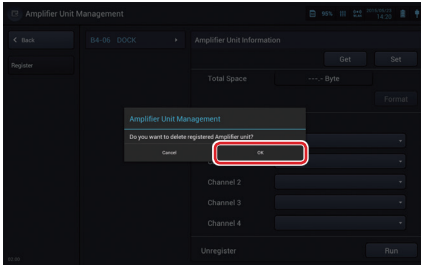 Amplifier Unit Management
98%
14:20
Back
B4-06 DOCK
Amplifier Unit Information
Register
Get
Set
Total Space
---.- Byte
Format
Amplifier Unit Management
Do you want to delete registered Amplifier unit?
Cancel
OK
Channel 2
Channel 3
Channel 4
Unregister
Run